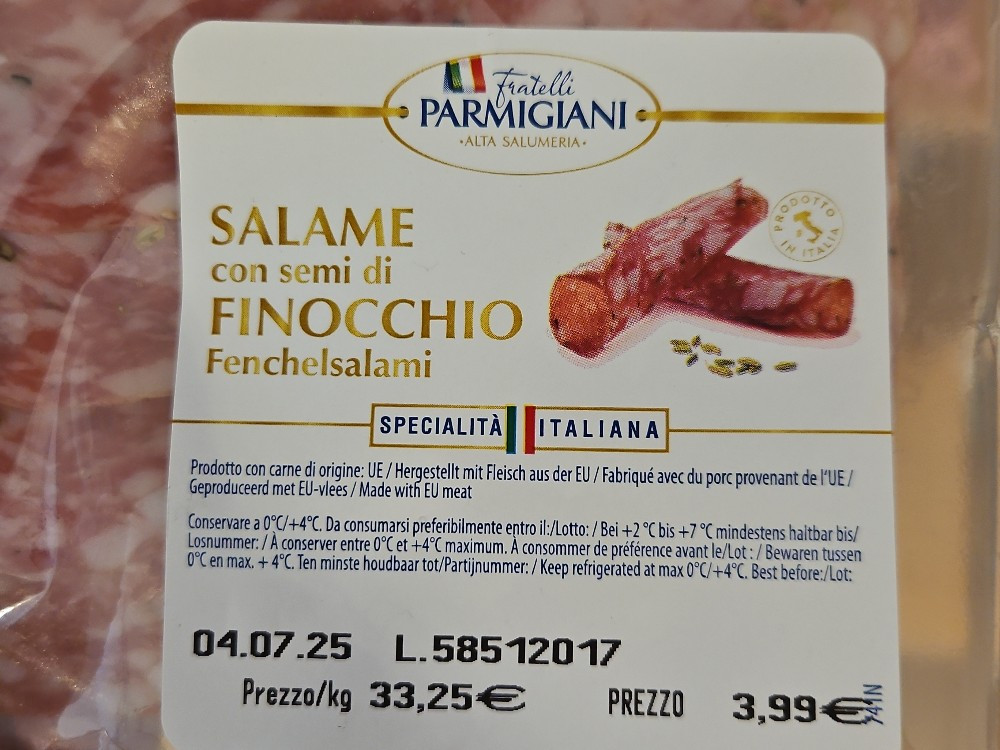 fratelli
PARMIGIANI
•ALTA SALUMERIA•
PRODOTTO IN ITALIA
SALAME
con semi di
FINOCCHIO
Fenchelsalami
SPECIALITÀ ITALIANA
Prodotto con carne di origine: UE / Hergestellt mit Fleisch aus der EU / Fabriqué avec du porc provenant de l'UE /
Geproduceerd met EU-vlees / Made with EU meat
Conservare a 0°C/+4°C. Da consumarsi preferibilmente entro il:/Lotto: / Bei +2 °C bis +7 °C mindestens haltbar bis/
Losnummer: / À conserver entre 0°C et +4°C maximum. À consommer de préférence avant le/Lot : / Bewaren tussen
0°C en max. + 4°C. Ten minste houdbaar tot/Partijnummer: / Keep refrigerated at max 0°C/+4°C. Best before:/Lot:
04.07.25 L.58512017
Prezzo/kg 33,25€ PREZZO 3,99€